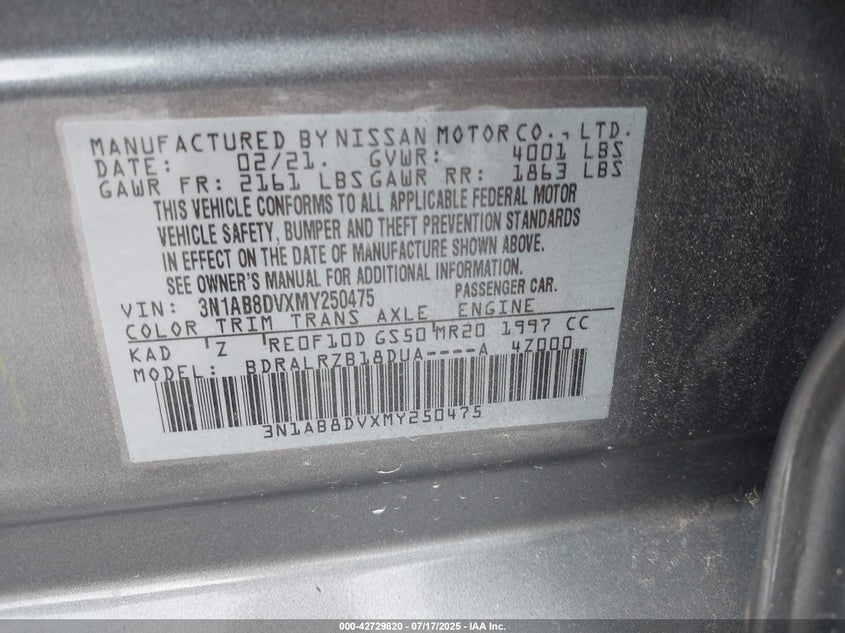 MANUFACTURED BY NISSAN MOTOR CO., LTD.
DATE: 02/21. GVWR: 4001 LBS
GAWR FR: 2161 LBS GAWR RR: 1863 LBS
THIS VEHICLE CONFORMS TO ALL APPLICABLE FEDERAL MOTOR
VEHICLE SAFETY, BUMPER AND THEFT PREVENTION STANDARDS
IN EFFECT ON THE DATE OF MANUFACTURE SHOWN ABOVE.
SEE OWNER'S MANUAL FOR ADDITIONAL INFORMATION.
VIN: 3N1AB8DVXMY250475 PASSENGER CAR.
COLOR TRIM TRANS AXLE ENGINE
KAD Z RE0F10D GS50 MR20 1997 CC
MODEL: BDRALRZB18DUA----A 4Z000
3N1AB8DVXMY250475
000-42729820 / 07/17/2025 - IAA Inc.